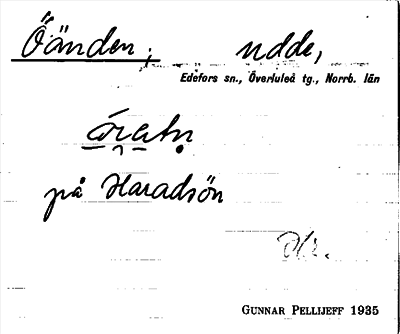 Öänden, udde,
Edefors sn., Överluleå tg., Norrb. län
på Haradsön
GUNNAR PELLIJEFF 1935